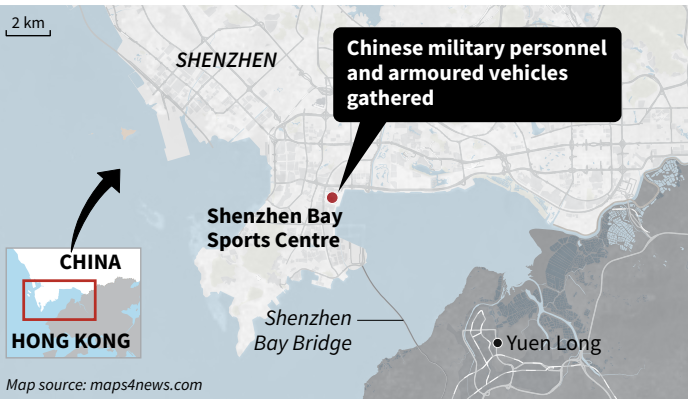 2 km
SHENZHEN
Chinese military personnel
and armoured vehicles
gathered
Shenzhen Bay
Sports Centre
CHINA
HONG KONG
Shenzhen
Bay Bridge
Yuen Long
Map source: maps4news.com